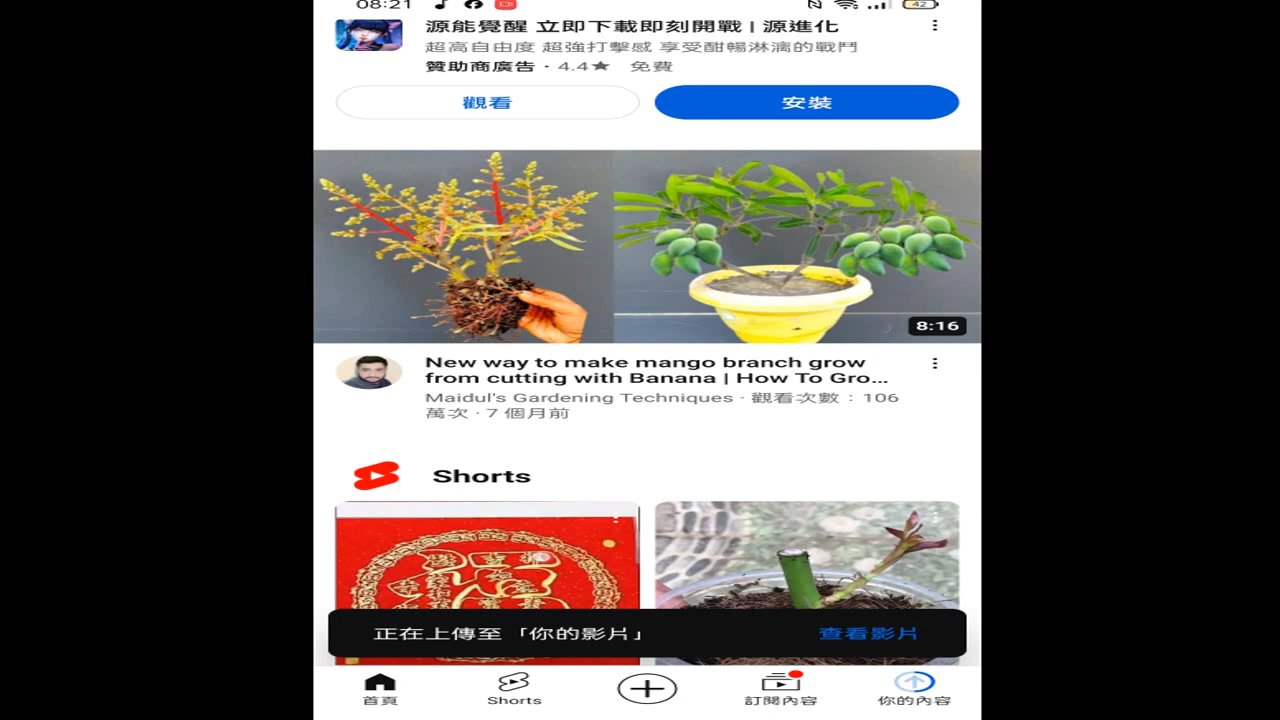 08:21
42
源能覺醒 立即下載即刻開戰 | 源進化
超高自由度 超強打擊感 享受酣暢淋漓的戰鬥
贊助商廣告 · 4.4★ 免費
觀看
安裝
8:16
New way to make mango branch grow
from cutting with Banana | How To Gro...
Maidul's Gardening Techniques · 觀看次數：106
萬次 · 7 個月前
Shorts
正在上傳至「你的影片」
查看影片
首頁
Shorts
訂閱內容
你的內容